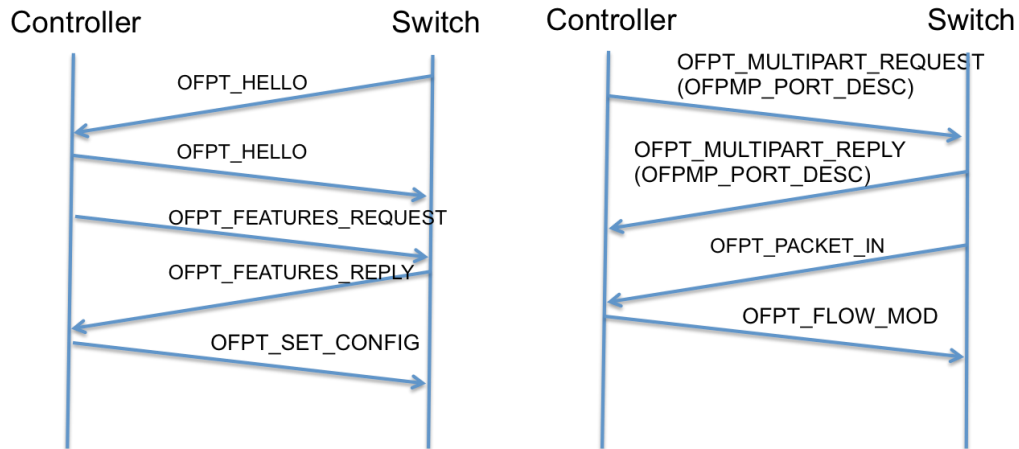 Controller
Switch
OFPT_HELLO
OFPT_HELLO
OFPT_FEATURES_REQUEST
OFPT_FEATURES_REPLY
OFPT_SET_CONFIG
Controller
Switch
OFPT_MULTIPART_REQUEST
(OFPMP_PORT_DESC)
OFPT_MULTIPART_REPLY
(OFPMP_PORT_DESC)
OFPT_PACKET_IN
OFPT_FLOW_MOD